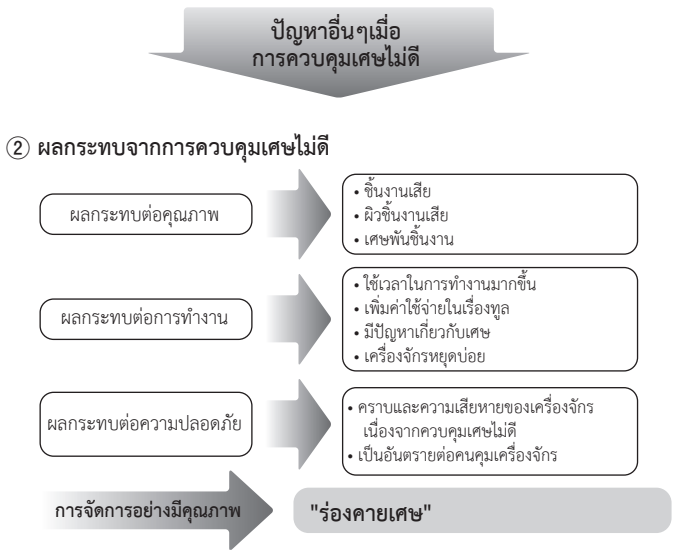 ปัญหาอื่นๆเมื่อ
การควบคุมเศษไม่ดี
② ผลกระทบจากการควบคุมเศษไม่ดี
ผลกระทบต่อคุณภาพ
• ชิ้นงานเสีย
• ผิวชิ้นงานเสีย
• เศษพันชิ้นงาน
ผลกระทบต่อการทำงาน
• ใช้เวลาในการทำงานมากขึ้น
• เพิ่มค่าใช้จ่ายในเรื่องทูล
• มีปัญหาเกี่ยวกับเศษ
• เครื่องจักรหยุดบ่อย
ผลกระทบต่อความปลอดภัย
• คราบและความเสียหายของเครื่องจักร
เนื่องจากควบคุมเศษไม่ดี
• เป็นอันตรายต่อคนคุมเครื่องจักร
การจัดการอย่างมีคุณภาพ
"ร่องคายเศษ"